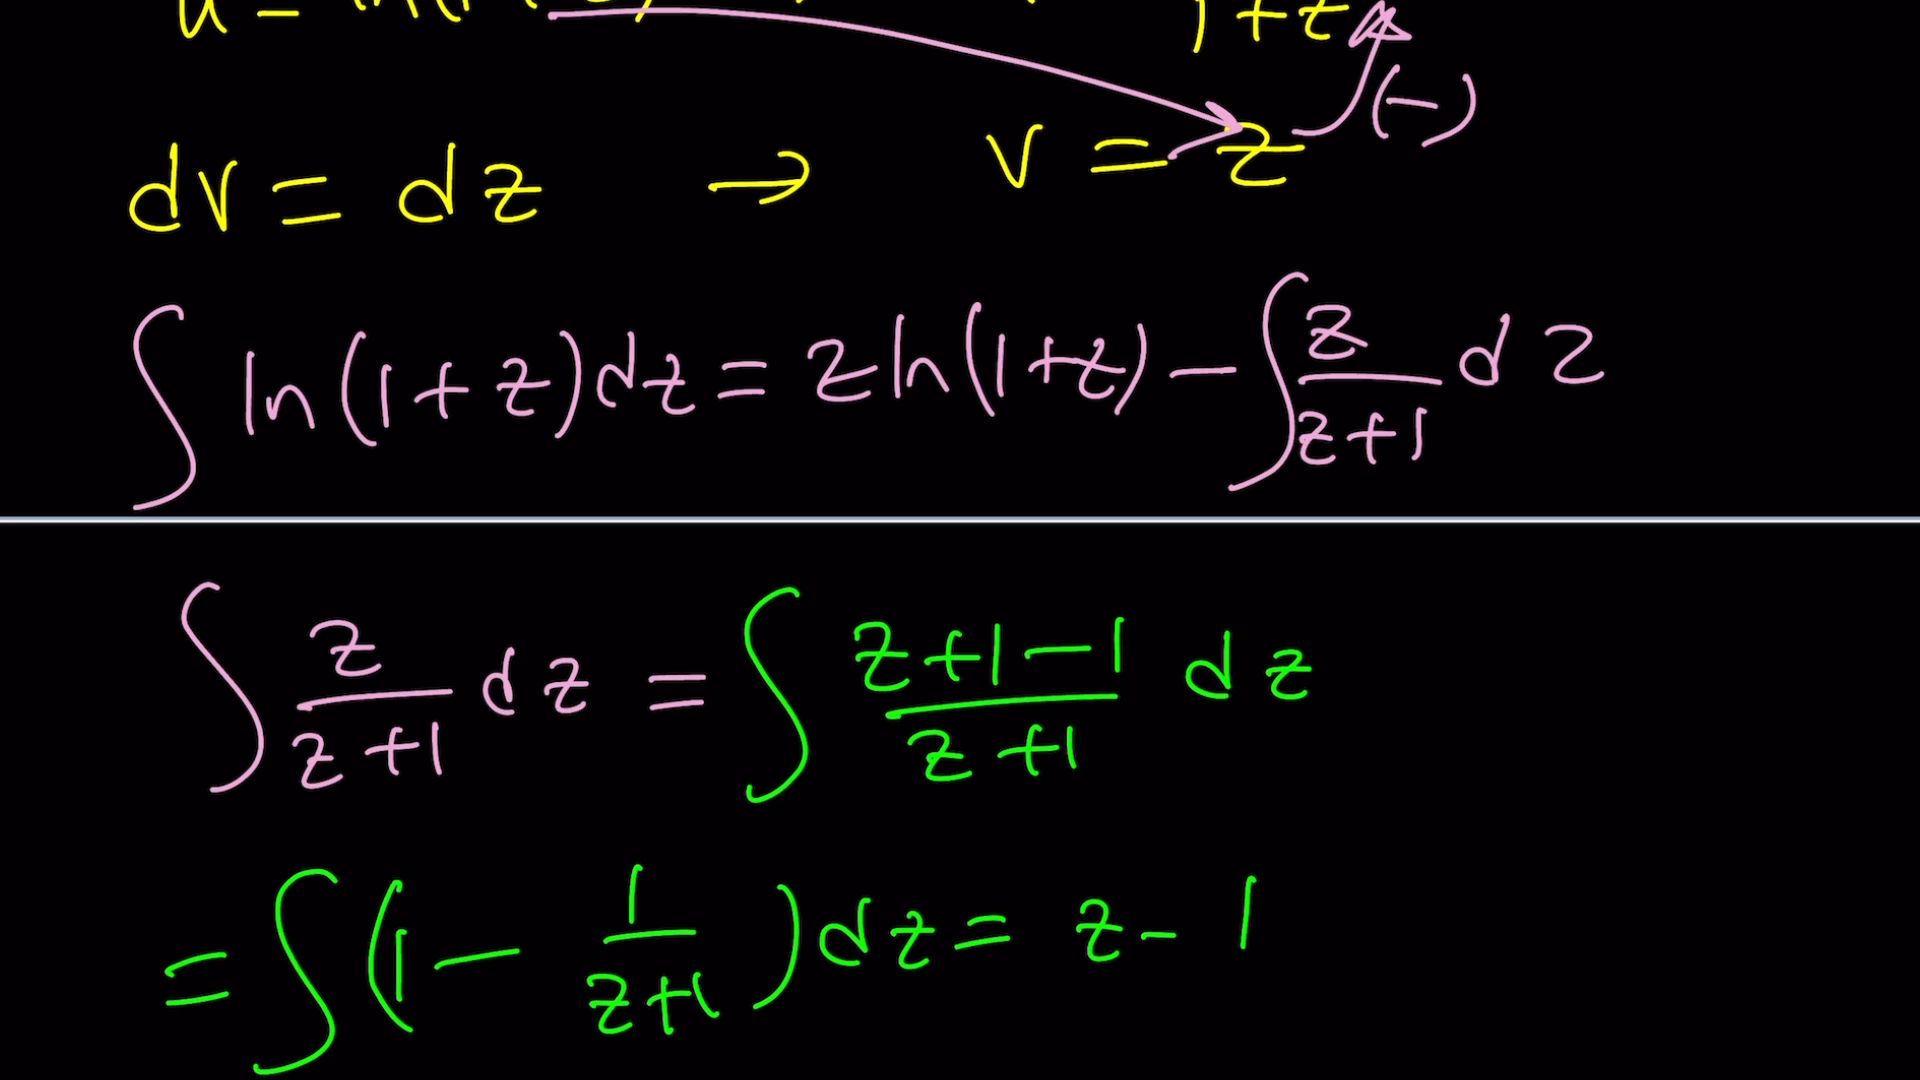 1+z
(-)
dv = dz → v = z
∫ ln(1+z)dz = zln(1+z) - ∫ z/(z+1) dz
∫ z/(z+1) dz = ∫ (z+1-1)/(z+1) dz
= ∫(1 - 1/(z+1))dz = z - l